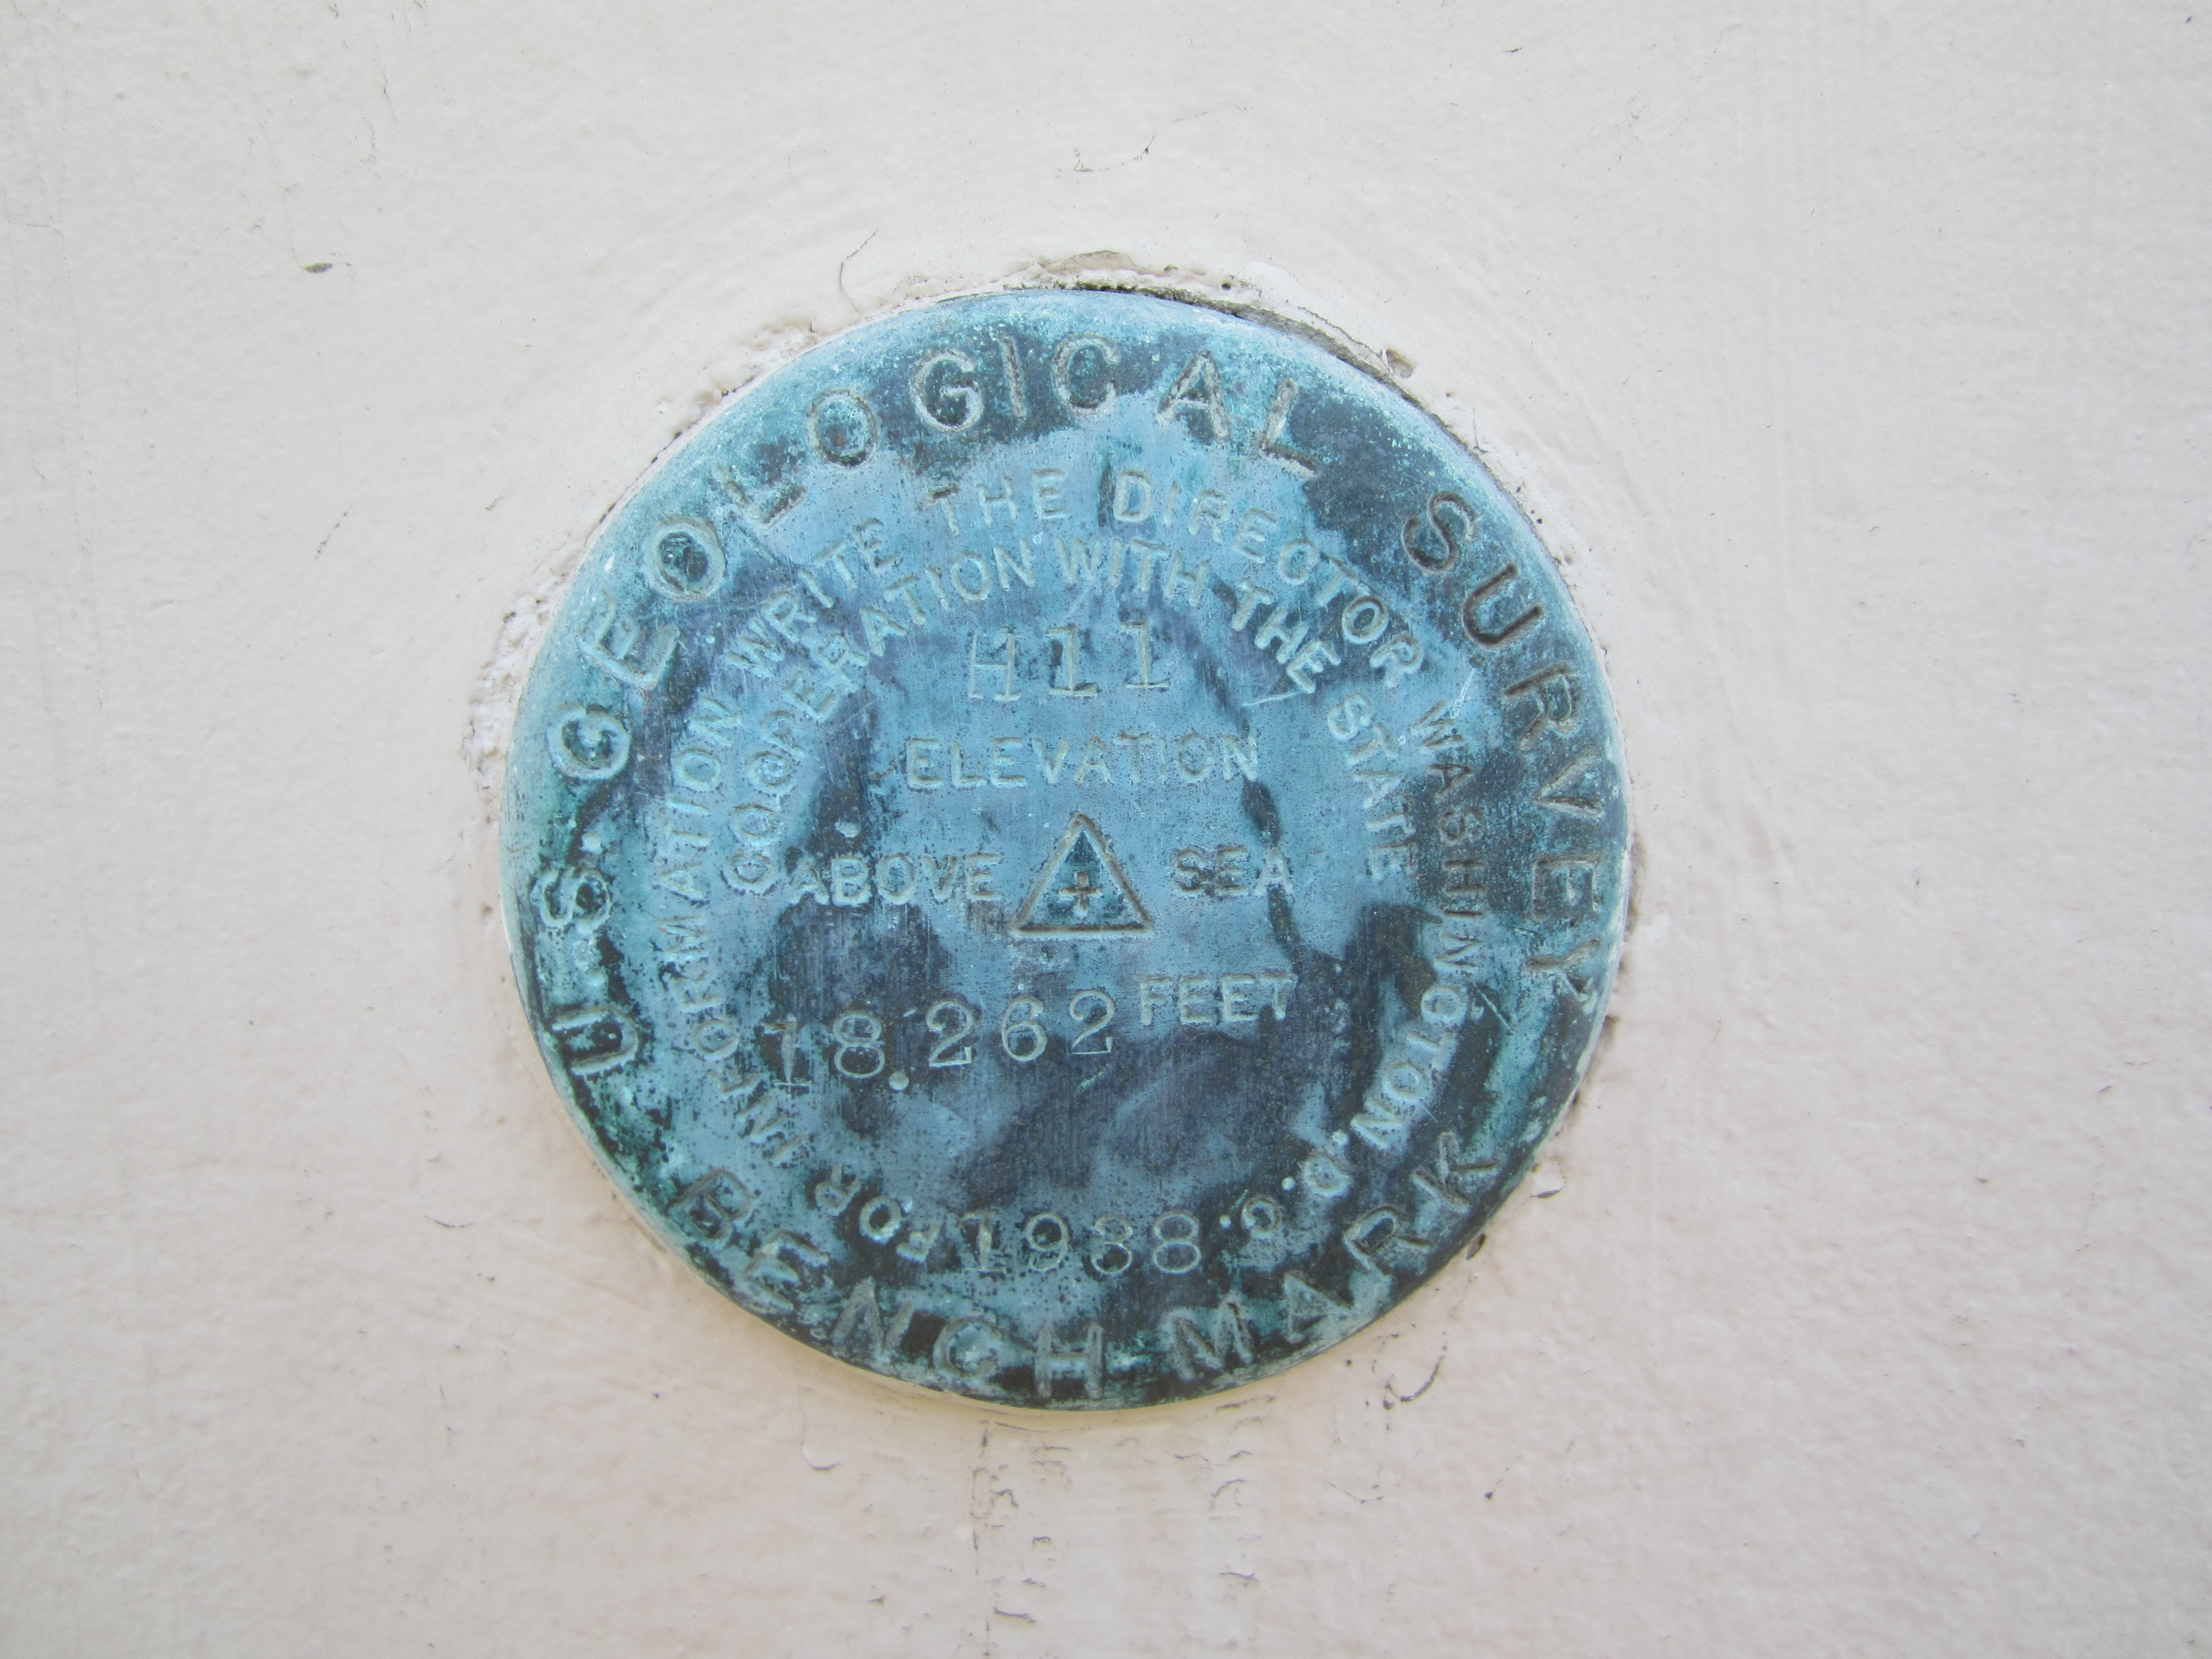 U.S. GEOLOGICAL SURVEY
FOR INFORMATION WRITE THE DIRECTOR WASHINGTON. D. C.
COOPERATION WITH THE STATE
H11
ELEVATION
ABOVE SEA
18.262 FEET
1938
BENCH MARK